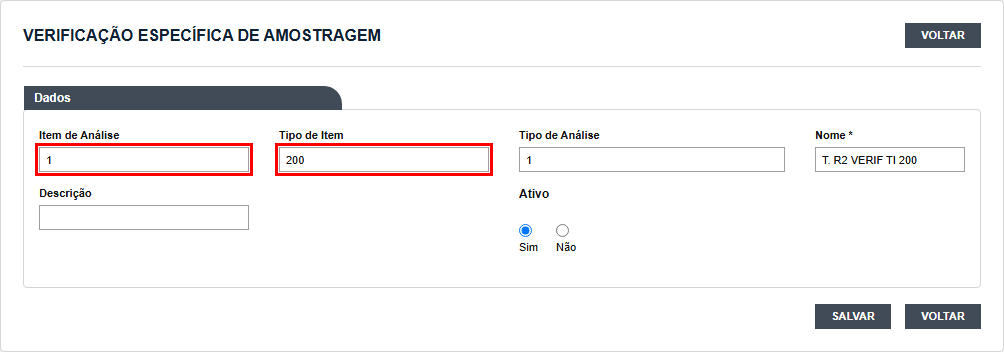 VERIFICAÇÃO ESPECÍFICA DE AMOSTRAGEM
VOLTAR
Dados
Item de Análise
Tipo de Item
Tipo de Análise
Nome *
1
200
1
T. R2 VERIF TI 200
Descrição
Ativo
Sim
Não
SALVAR
VOLTAR